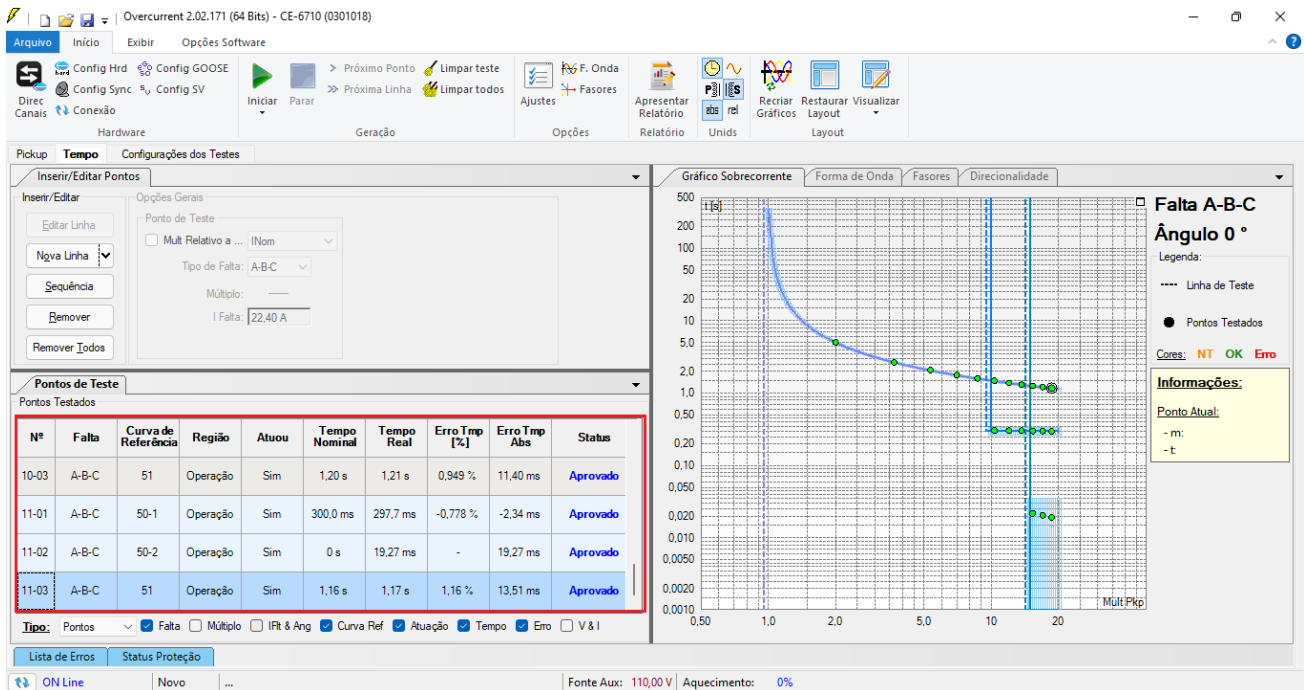 Overcurrent 2.02.171 (64 Bits) - CE-6710 (0301018)
Arquivo Início Exibir Opções Software
Direc Canais
Config Hrd Config GOOSE
Config Sync Config SV
Conexão
Hardware
Iniciar Parar
Próximo Ponto Limpar teste
Próxima Linha Limpar todos
Geração
Ajustes
F. Onda
Fasores
Opções
Apresentar Relatório
Relatório
abs rel
Unids
Recriar Gráficos
Restaurar Layout
Visualizar
Layout
Pickup Tempo Configurações dos Testes
Inserir/Editar Pontos
Inserir/Editar
Editar Linha
Nova Linha
Sequência
Remover
Remover Todos
Opções Gerais
Ponto de Teste
Mult Relativo a ... INom
Tipo de Falta: A-B-C
Múltiplo: ----
I Falta: 22,40 A
Pontos de Teste
Pontos Testados
Nº Falta Curva de Referência Região Atuou Tempo Nominal Tempo Real Erro Tmp [%] Erro Tmp Abs Status
10-03 A-B-C 51 Operação Sim 1,20 s 1,21 s 0,949 % 11,40 ms Aprovado
11-01 A-B-C 50-1 Operação Sim 300,0 ms 297,7 ms -0,778 % -2,34 ms Aprovado
11-02 A-B-C 50-2 Operação Sim 0 s 19,27 ms - 19,27 ms Aprovado
11-03 A-B-C 51 Operação Sim 1,16 s 1,17 s 1,16 % 13,51 ms Aprovado
Tipo: Pontos Falta Múltiplo IFlt & Ang Curva Ref Atuação Tempo Erro V & I
Gráfico Sobrecorrente Forma de Onda Fasores Direcionalidade
t [s]
500
200
100
50
20
10
5,0
2,0
1,0
0,50
0,20
0,10
0,050
0,020
0,010
0,0050
0,0020
0,0010
Mult Pkp
0,50 1,0 2,0 5,0 10 20
Falta A-B-C
Ângulo 0 °
Legenda:
---- Linha de Teste
Pontos Testados
Cores: NT OK Erro
Informações:
Ponto Atual:
- m:
- t:
Lista de Erros Status Proteção
ON Line Novo ... Fonte Aux: 110,00 V Aquecimento: 0%